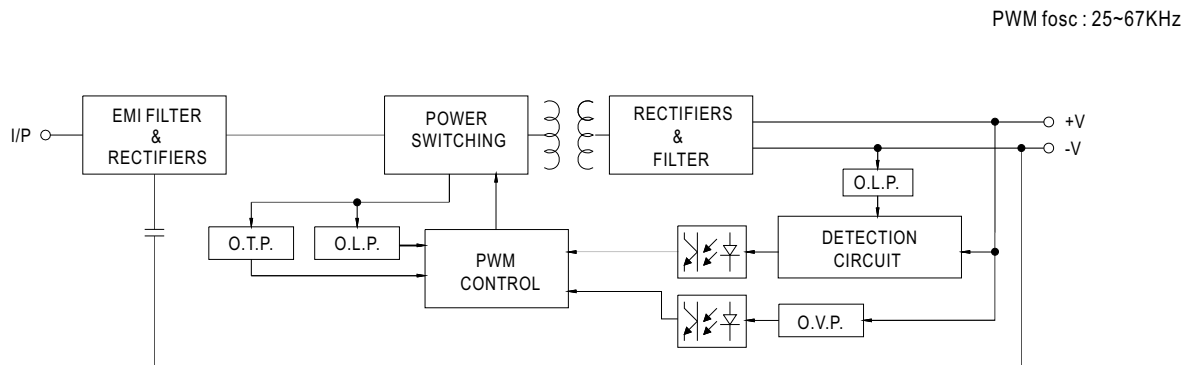 PWM fosc : 25~67KHz
I/P
EMI FILTER
&
RECTIFIERS
POWER
SWITCHING
RECTIFIERS
&
FILTER
+V
-V
O.L.P.
O.T.P.
O.L.P.
PWM
CONTROL
DETECTION
CIRCUIT
O.V.P.